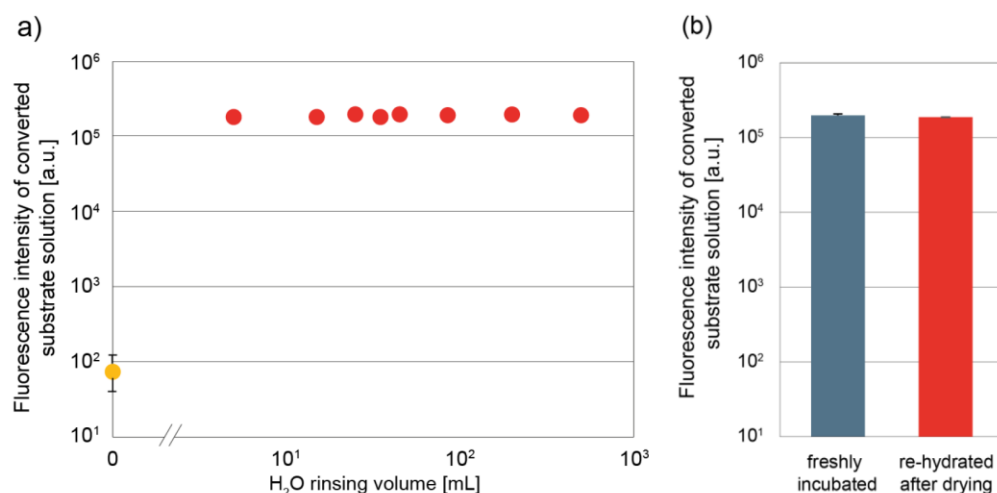 a)
Fluorescence intensity of converted
substrate solution [a.u.]
10⁶
10⁵
10⁴
10³
10²
10¹
0
10¹
10²
10³
H₂O rinsing volume [mL]
(b)
Fluorescence intensity of converted
substrate solution [a.u.]
10⁶
10⁵
10⁴
10³
10²
10¹
freshly
incubated
re-hydrated
after drying